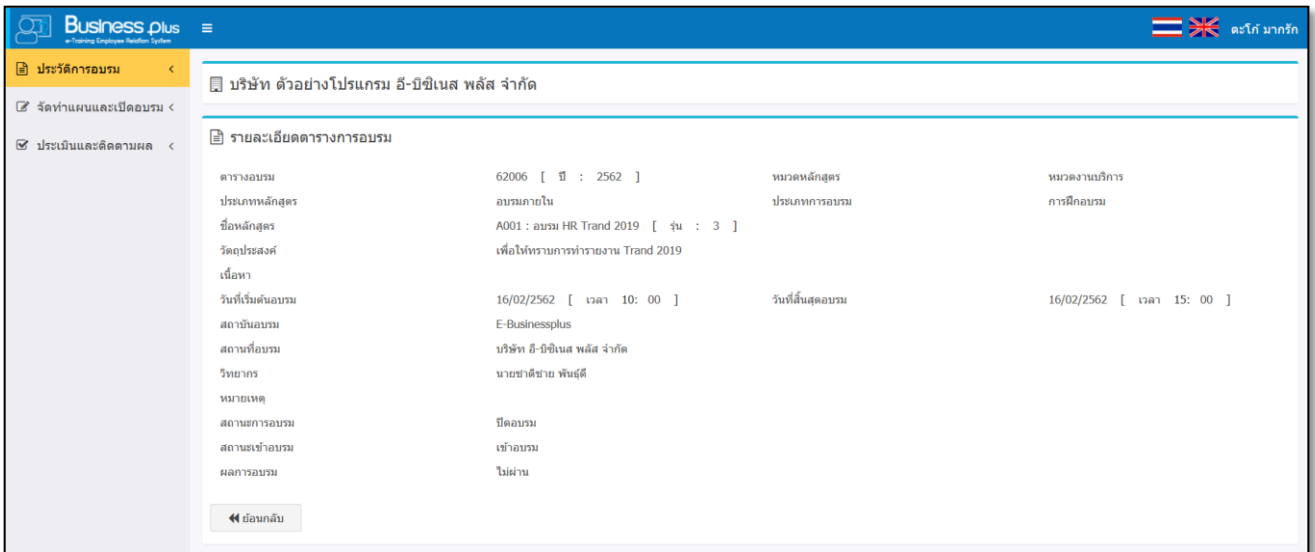 Business Plus
e-Training Employee Relation System
ตะโก้ มากรัก
ประวัติการอบรม
จัดทำแผนและเปิดอบรม
ประเมินและติดตามผล
บริษัท ตัวอย่างโปรแกรม อี-บิซิเนส พลัส จำกัด
รายละเอียดตารางการอบรม
ตารางอบรม 62006 [ ปี : 2562 ] หมวดหลักสูตร หมวดงานบริการ
ประเภทหลักสูตร อบรมภายใน ประเภทการอบรม การฝึกอบรม
ชื่อหลักสูตร A001 : อบรม HR Trand 2019 [ รุ่น : 3 ]
วัตถุประสงค์ เพื่อให้ทราบการทำรายงาน Trand 2019
เนื้อหา
วันที่เริ่มต้นอบรม 16/02/2562 [ เวลา 10: 00 ] วันที่สิ้นสุดอบรม 16/02/2562 [ เวลา 15: 00 ]
สถาบันอบรม E-Businessplus
สถานที่อบรม บริษัท อี-บิซิเนส พลัส จำกัด
วิทยากร นายชาติชาย พันธุ์ดี
หมายเหตุ
สถานะการอบรม ปิดอบรม
สถานะเข้าอบรม เข้าอบรม
ผลการอบรม ไม่ผ่าน
ย้อนกลับ